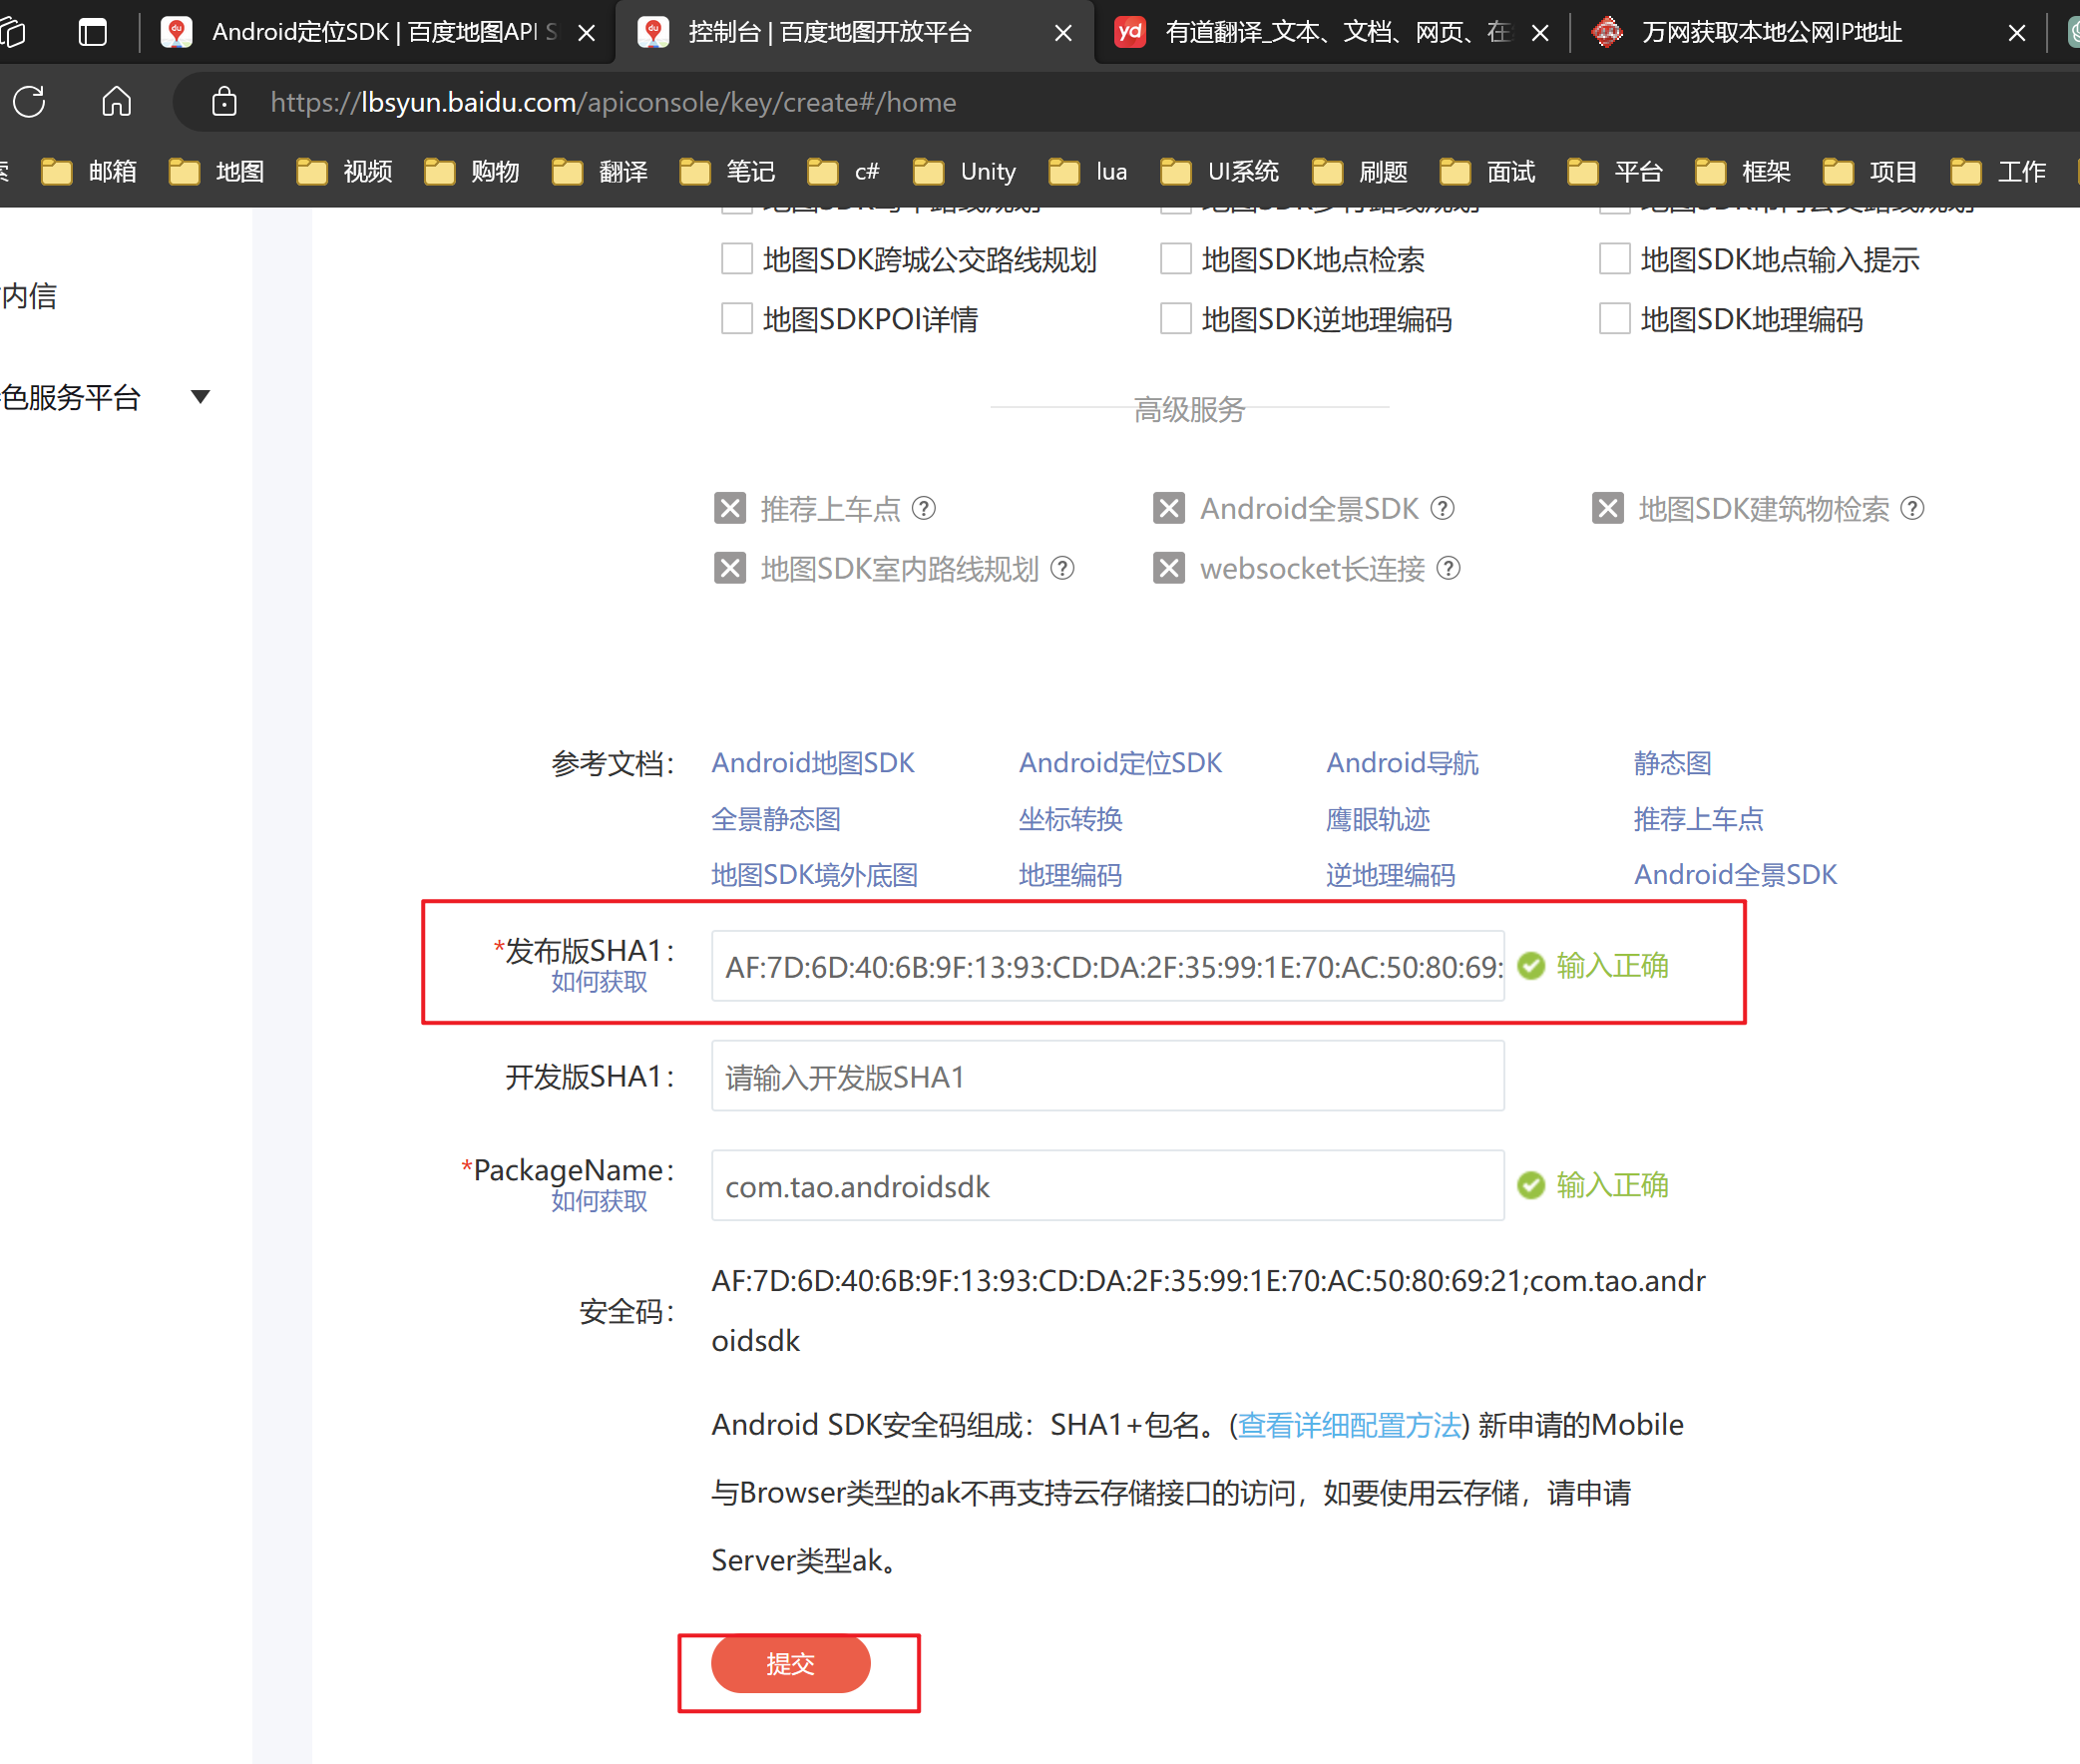 Android定位SDK | 百度地图API S
控制台 | 百度地图开放平台
有道翻译_文本、文档、网页、在
万网获取本地公网IP地址
https://lbsyun.baidu.com/apiconsole/key/create#/home
邮箱 地图 视频 购物 翻译 笔记 c# Unity lua UI系统 刷题 面试 平台 框架 项目 工作
地图SDK跨城公交路线规划 地图SDK地点检索 地图SDK地点输入提示
内信
地图SDKPOI详情 地图SDK逆地理编码 地图SDK地理编码
色服务平台
高级服务
推荐上车点 ? Android全景SDK ? 地图SDK建筑物检索 ?
地图SDK室内路线规划 ? websocket长连接 ?
参考文档： Android地图SDK Android定位SDK Android导航 静态图
全景静态图 坐标转换 鹰眼轨迹 推荐上车点
地图SDK境外底图 地理编码 逆地理编码 Android全景SDK
*发布版SHA1： AF:7D:6D:40:6B:9F:13:93:CD:DA:2F:35:99:1E:70:AC:50:80:69: 输入正确
如何获取
开发版SHA1： 请输入开发版SHA1
*PackageName： com.tao.androidsdk 输入正确
如何获取
安全码： AF:7D:6D:40:6B:9F:13:93:CD:DA:2F:35:99:1E:70:AC:50:80:69:21;com.tao.andr
oidsdk
Android SDK安全码组成：SHA1+包名。(查看详细配置方法) 新申请的Mobile
与Browser类型的ak不再支持云存储接口的访问，如要使用云存储，请申请
Server类型ak。
提交